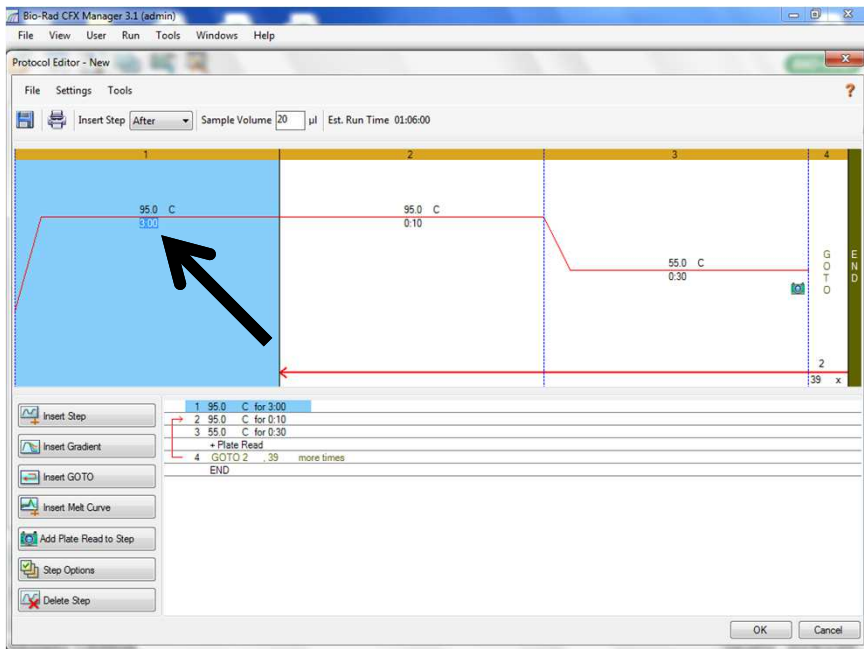 Bio-Rad CFX Manager 3.1 (admin)
File View User Run Tools Windows Help
Protocol Editor - New
File Settings Tools ?
Insert Step After Sample Volume 20 µl Est. Run Time 01:06:00
1 2 3 4
95.0 C
3:00
95.0 C
0:10
55.0 C
0:30
GOTO
END
2
39 x
Insert Step
Insert Gradient
Insert GOTO
Insert Melt Curve
Add Plate Read to Step
Step Options
Delete Step
1 95.0 C for 3:00
2 95.0 C for 0:10
3 55.0 C for 0:30
+ Plate Read
4 GOTO 2 , 39 more times
END
OK Cancel